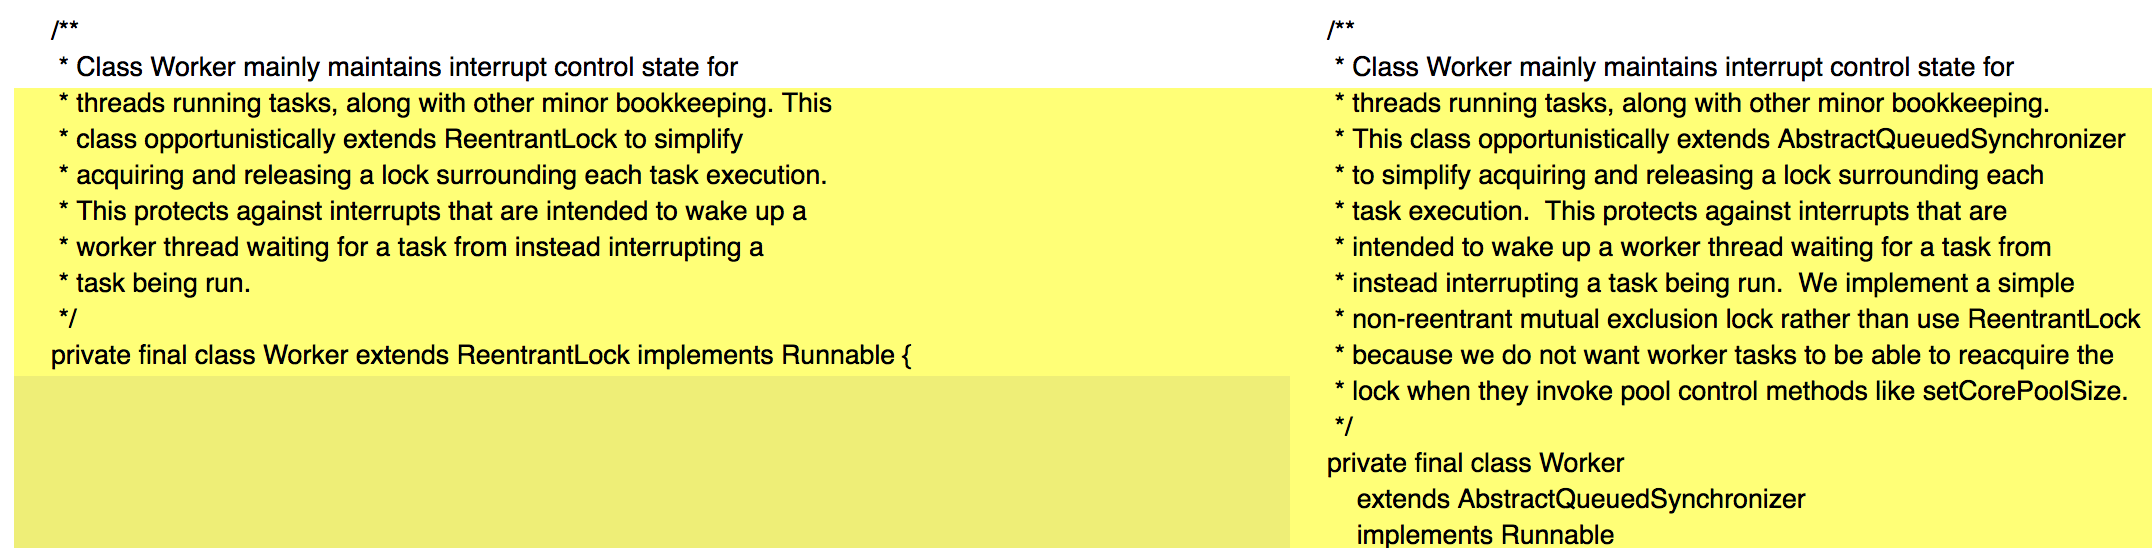 /**
 * Class Worker mainly maintains interrupt control state for
 * threads running tasks, along with other minor bookkeeping. This
 * class opportunistically extends ReentrantLock to simplify
 * acquiring and releasing a lock surrounding each task execution.
 * This protects against interrupts that are intended to wake up a
 * worker thread waiting for a task from instead interrupting a
 * task being run.
 */
private final class Worker extends ReentrantLock implements Runnable {
/**
 * Class Worker mainly maintains interrupt control state for
 * threads running tasks, along with other minor bookkeeping.
 * This class opportunistically extends AbstractQueuedSynchronizer
 * to simplify acquiring and releasing a lock surrounding each
 * task execution.  This protects against interrupts that are
 * intended to wake up a worker thread waiting for a task from
 * instead interrupting a task being run.  We implement a simple
 * non-reentrant mutual exclusion lock rather than use ReentrantLock
 * because we do not want worker tasks to be able to reacquire the
 * lock when they invoke pool control methods like setCorePoolSize.
 */
private final class Worker
    extends AbstractQueuedSynchronizer
    implements Runnable